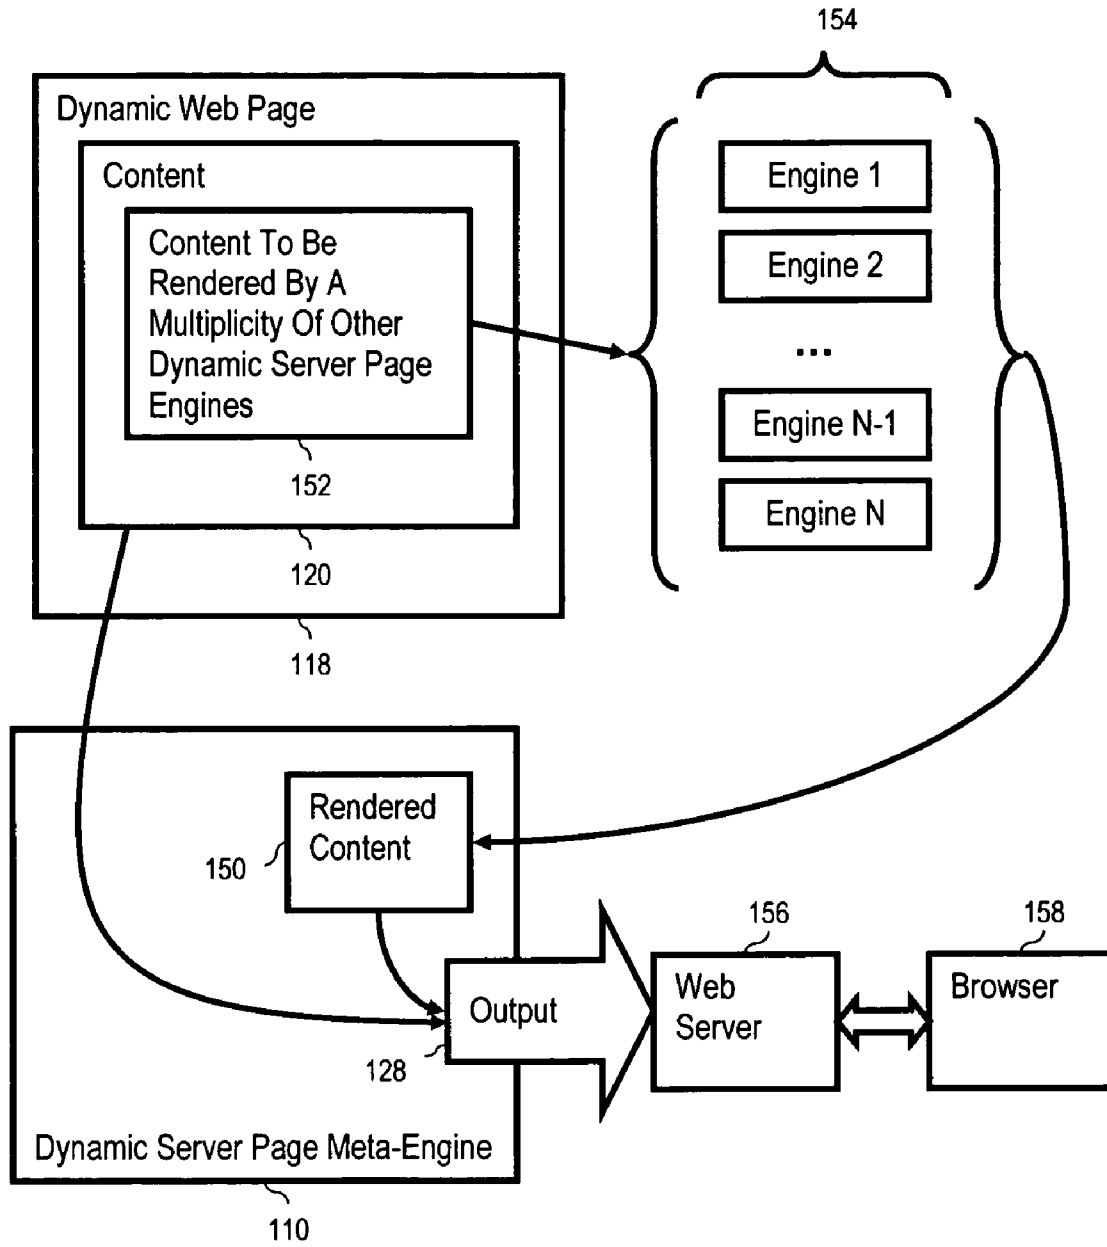 154
Dynamic Web Page
Content
Content To Be
Rendered By A
Multiplicity Of Other
Dynamic Server Page
Engines
152
120
118
Engine 1
Engine 2
...
Engine N-1
Engine N
Rendered
Content
150
Output
128
Dynamic Server Page Meta-Engine
110
156
Web
Server
158
Browser